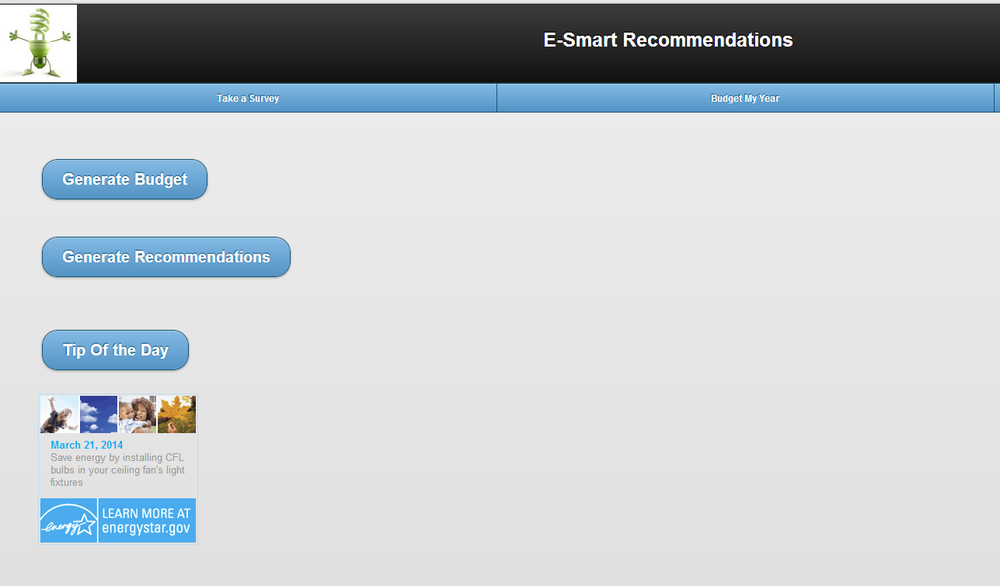 E-Smart Recommendations
Take a Survey
Budget My Year
Generate Budget
Generate Recommendations
Tip Of the Day
March 21, 2014
Save energy by installing CFL
bulbs in your ceiling fan's light
fixtures
energy
LEARN MORE AT
energystar.gov